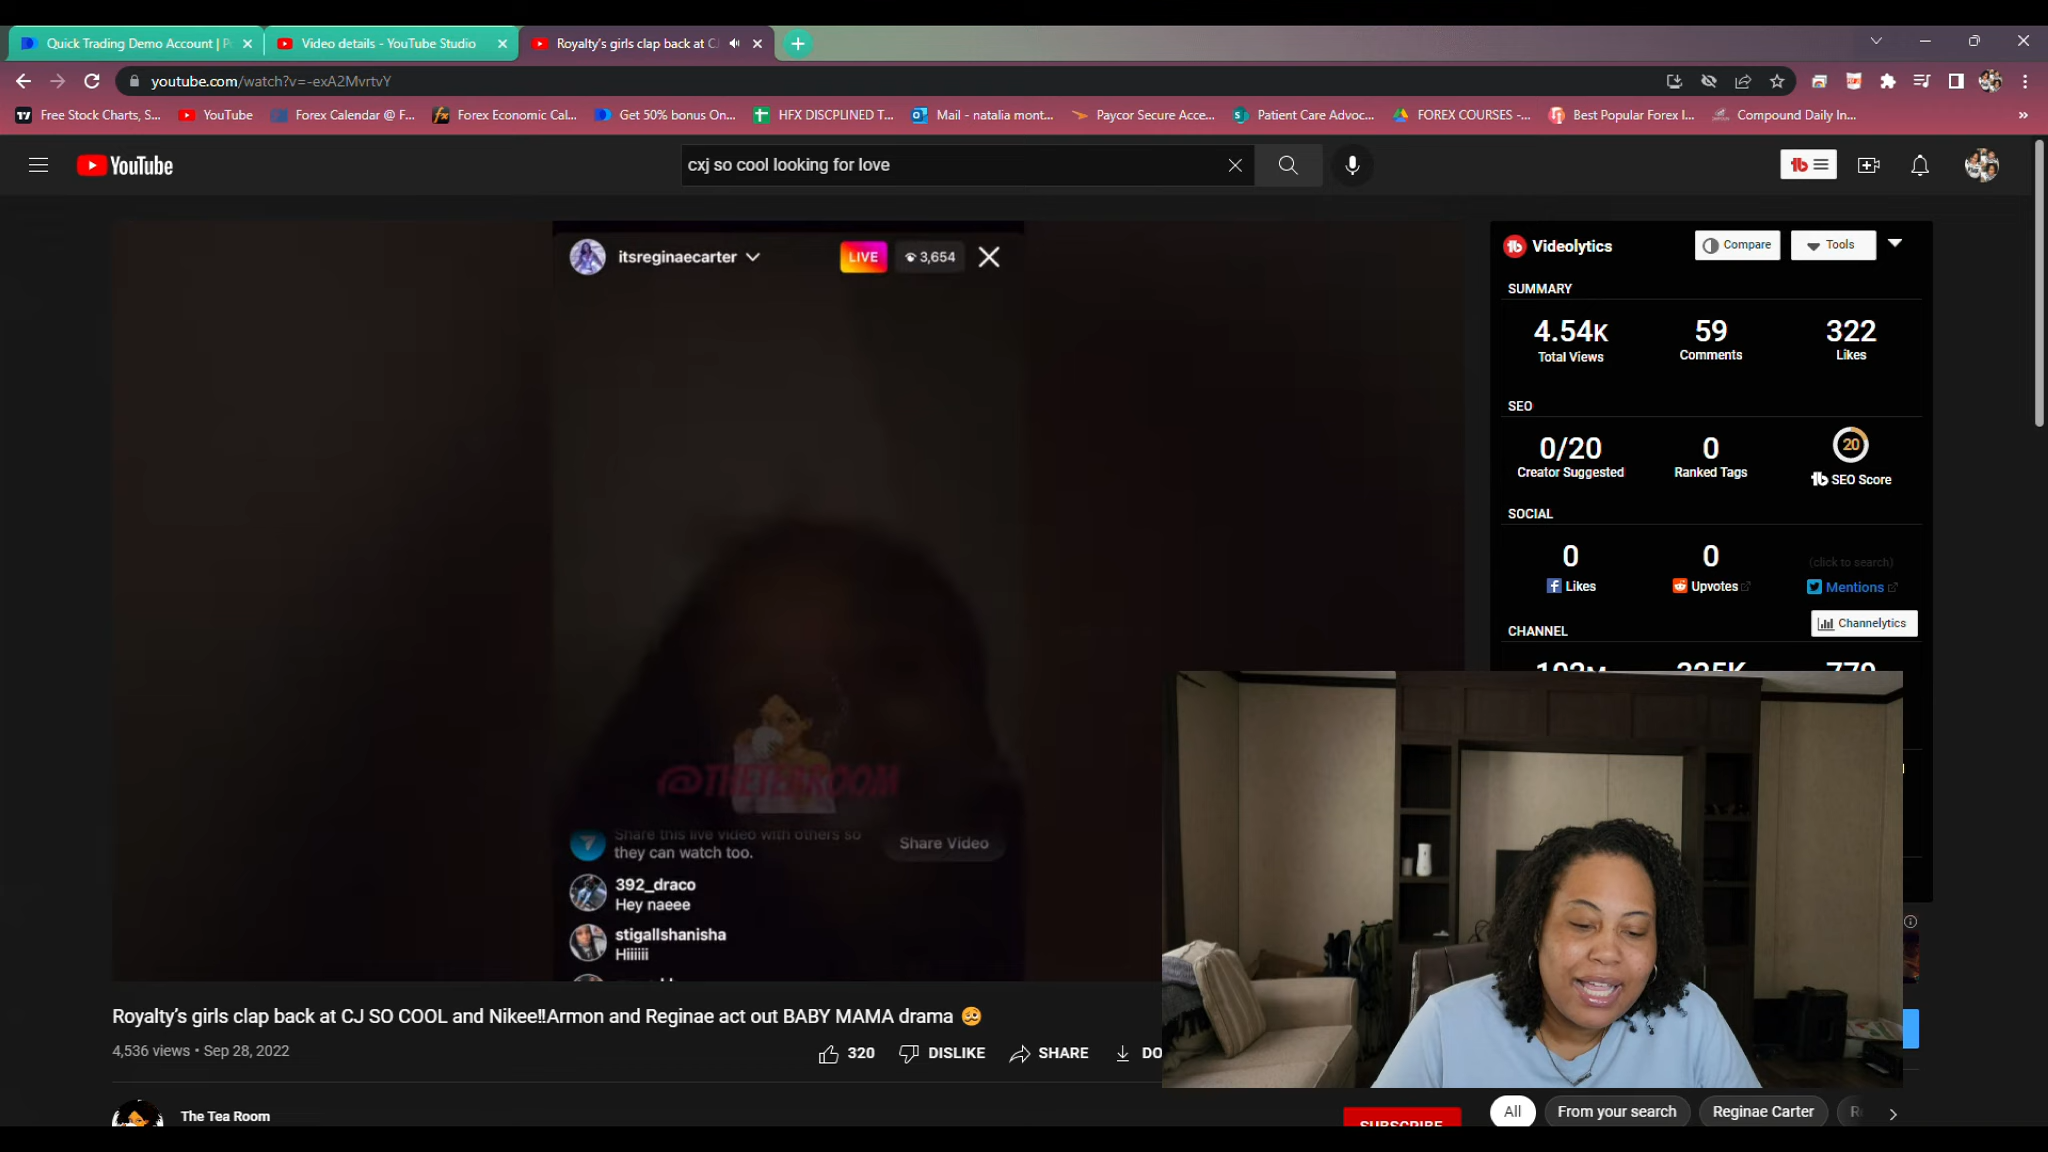 Quick Trading Demo Account | P
Video details - YouTube Studio
Royalty's girls clap back at CJ
youtube.com/watch?v=-exA2MvrtvY
Free Stock Charts, S...
YouTube
Forex Calendar @ F...
Forex Economic Cal...
Get 50% bonus On...
HFX DISCPLINED T...
Mail - natalia mont...
Paycor Secure Acce...
Patient Care Advoc...
FOREX COURSES -...
Best Popular Forex I...
Compound Daily In...
YouTube
cxj so cool looking for love
itsreginaecarter
LIVE
3,654
@THETEAROOM
Share this live video with others so
they can watch too.
Share Video
392_draco
Hey naeee
stigallshanisha
Hiiiiii
Videolytics
Compare
Tools
SUMMARY
4.54K 59 322
Total Views Comments Likes
SEO
0/20 0 20
Creator Suggested Ranked Tags SEO Score
SOCIAL
0 0 (click to search)
Likes Upvotes Mentions
CHANNEL
Channelytics
Royalty's girls clap back at CJ SO COOL and Nikee!!Armon and Reginae act out BABY MAMA drama 🥺
4,536 views • Sep 28, 2022
320 DISLIKE SHARE DO
The Tea Room
SUBSCRIBE
All
From your search
Reginae Carter